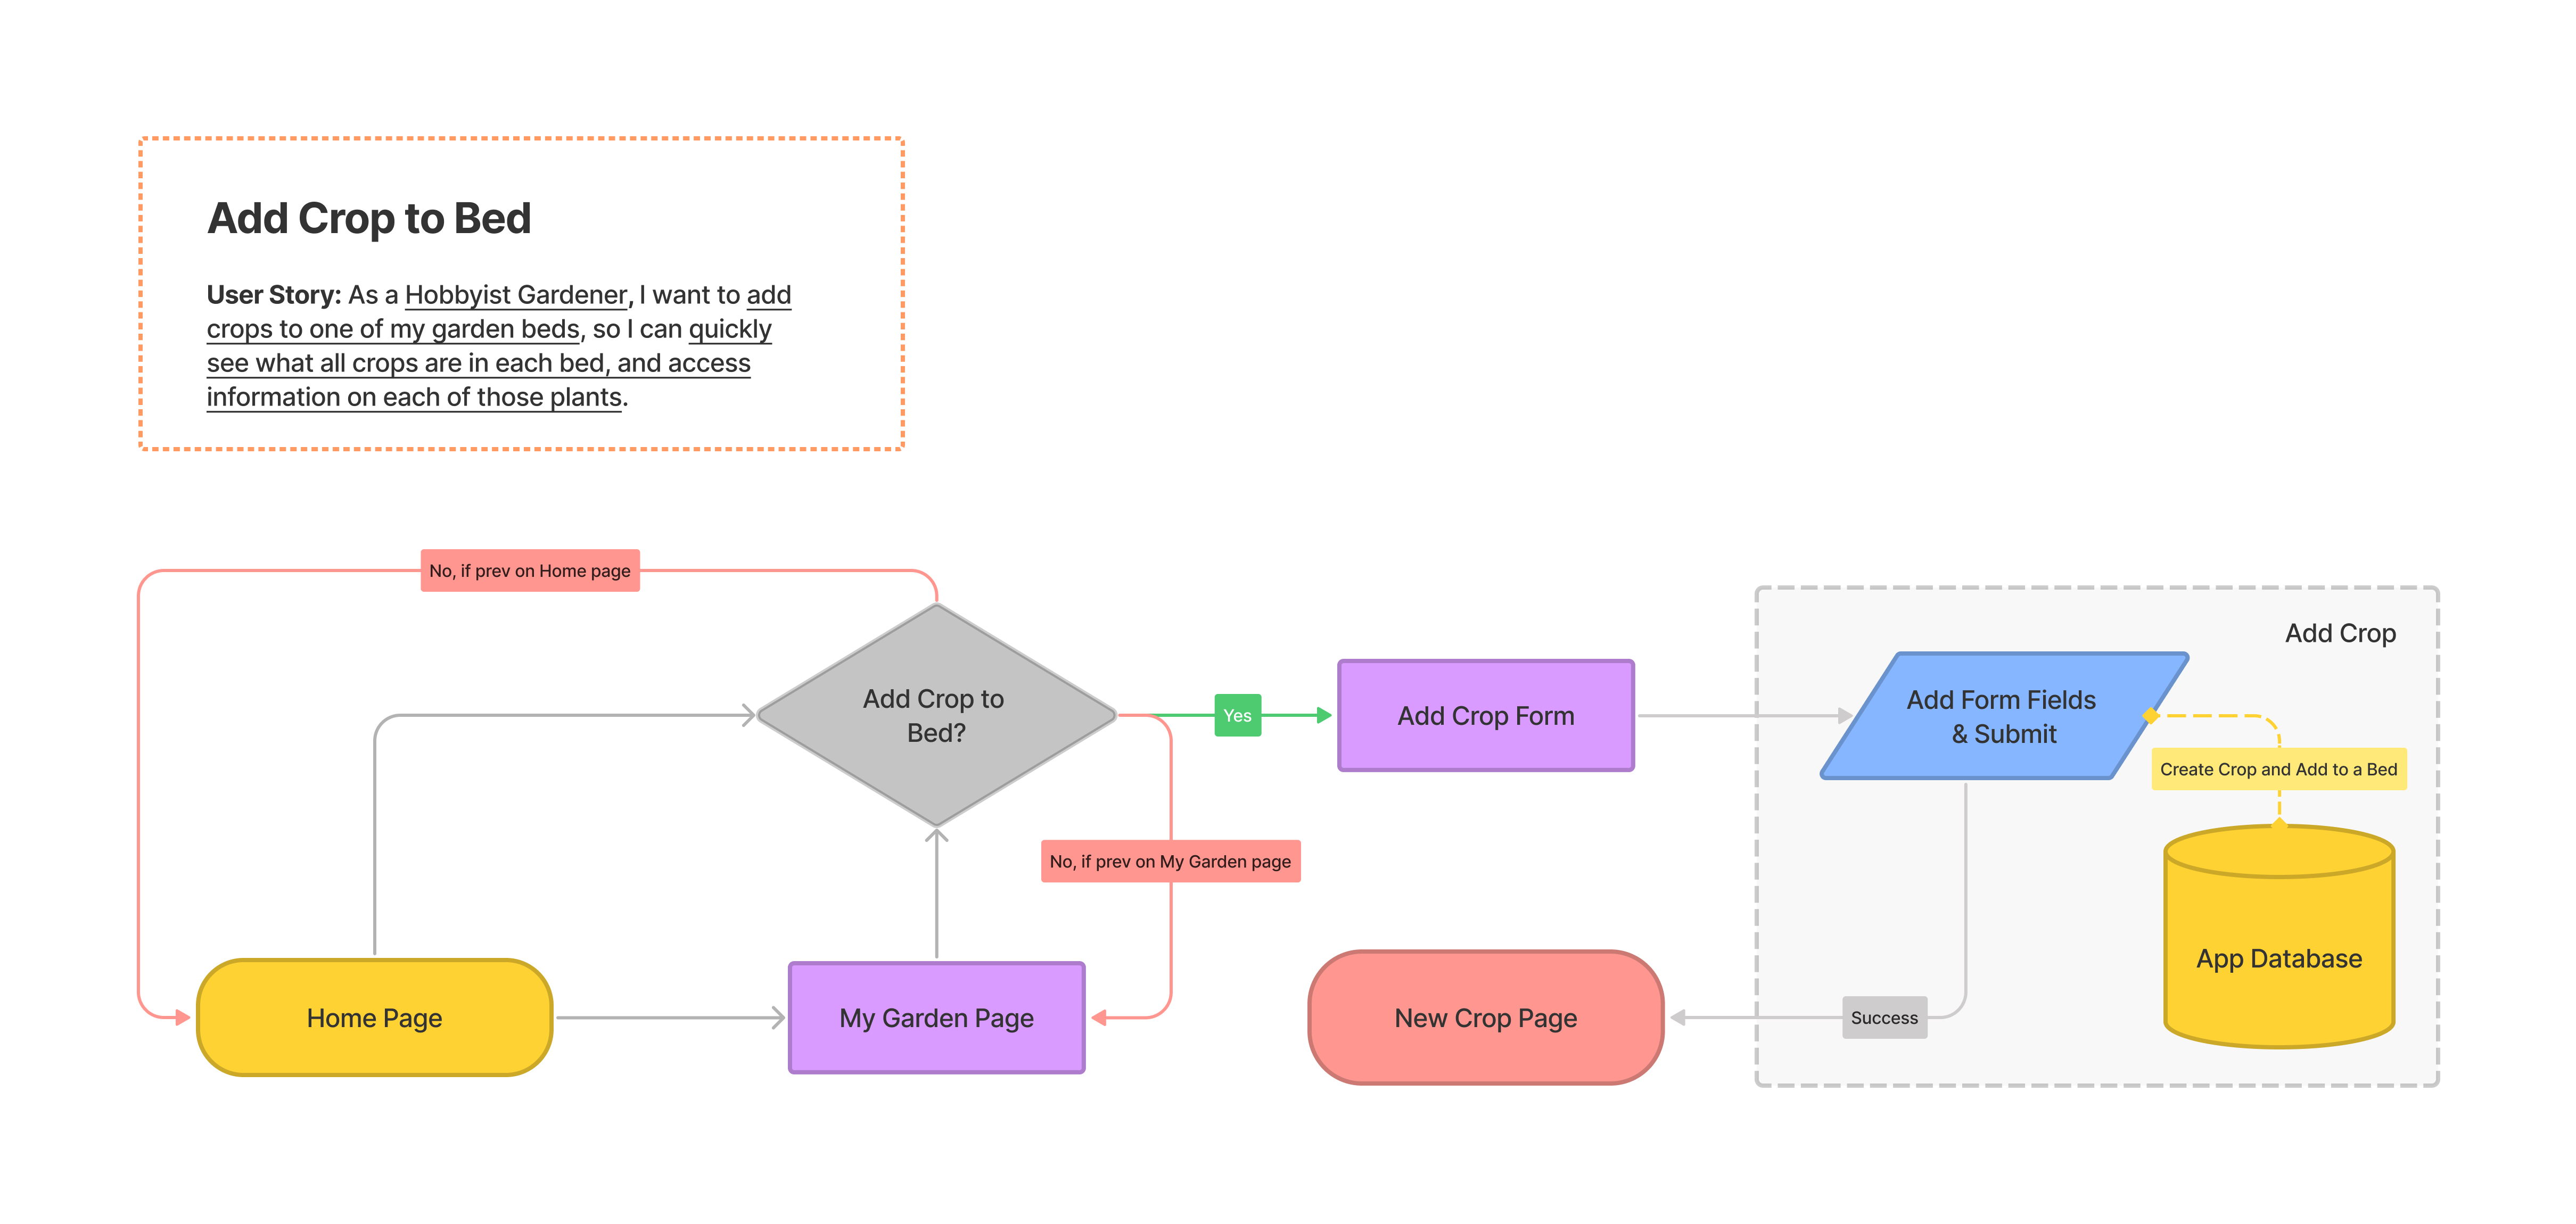 Add Crop to Bed
User Story: As a Hobbyist Gardener, I want to add
crops to one of my garden beds, so I can quickly
see what all crops are in each bed, and access
information on each of those plants.
No, if prev on Home page
Add Crop to
Bed?
Yes
Add Crop Form
Add Crop
Add Form Fields
& Submit
Create Crop and Add to a Bed
No, if prev on My Garden page
App Database
Home Page
My Garden Page
New Crop Page
Success